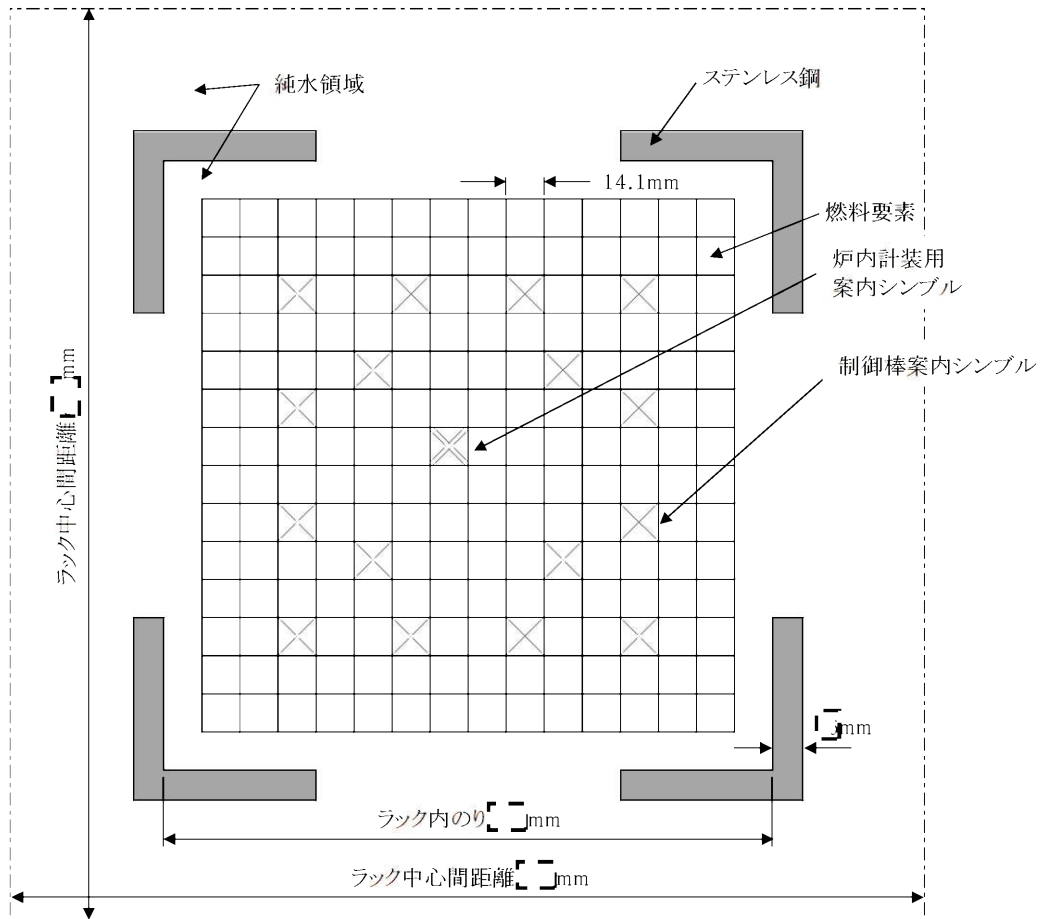 純水領域
ステンレス鋼
14.1mm
燃料要素
炉内計装用
案内シンブル
制御棒案内シンブル
ラック中心間距離 mm
mm
ラック内のり mm
ラック中心間距離 mm